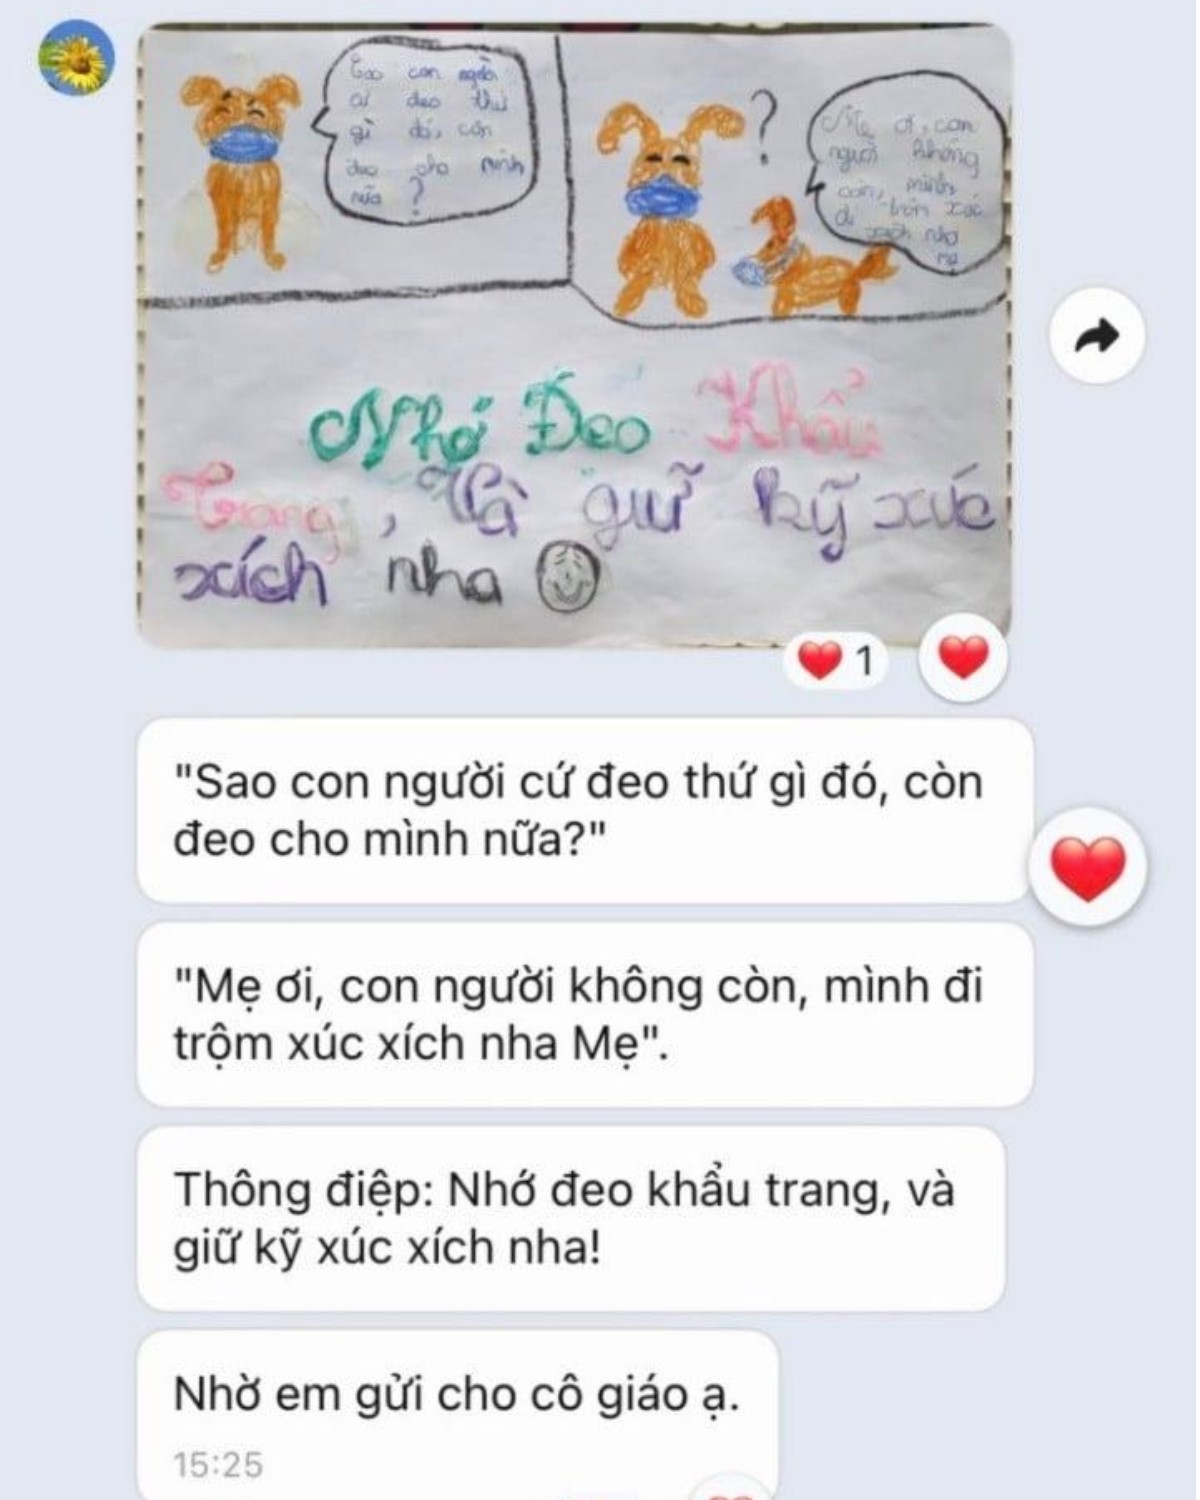 Sao con người
cứ đeo thứ
gì đó, còn
đeo cho mình
nữa ?
?
Mẹ ơi, con
người không
còn, mình
đi trộm xúc
xích nha
mẹ
Nhớ Đeo Khẩu
Trang, Và giữ kỹ xúc
xích nha
1
"Sao con người cứ đeo thứ gì đó, còn
đeo cho mình nữa?"
"Mẹ ơi, con người không còn, mình đi
trộm xúc xích nha Mẹ".
Thông điệp: Nhớ đeo khẩu trang, và
giữ kỹ xúc xích nha!
Nhờ em gửi cho cô giáo ạ.
15:25